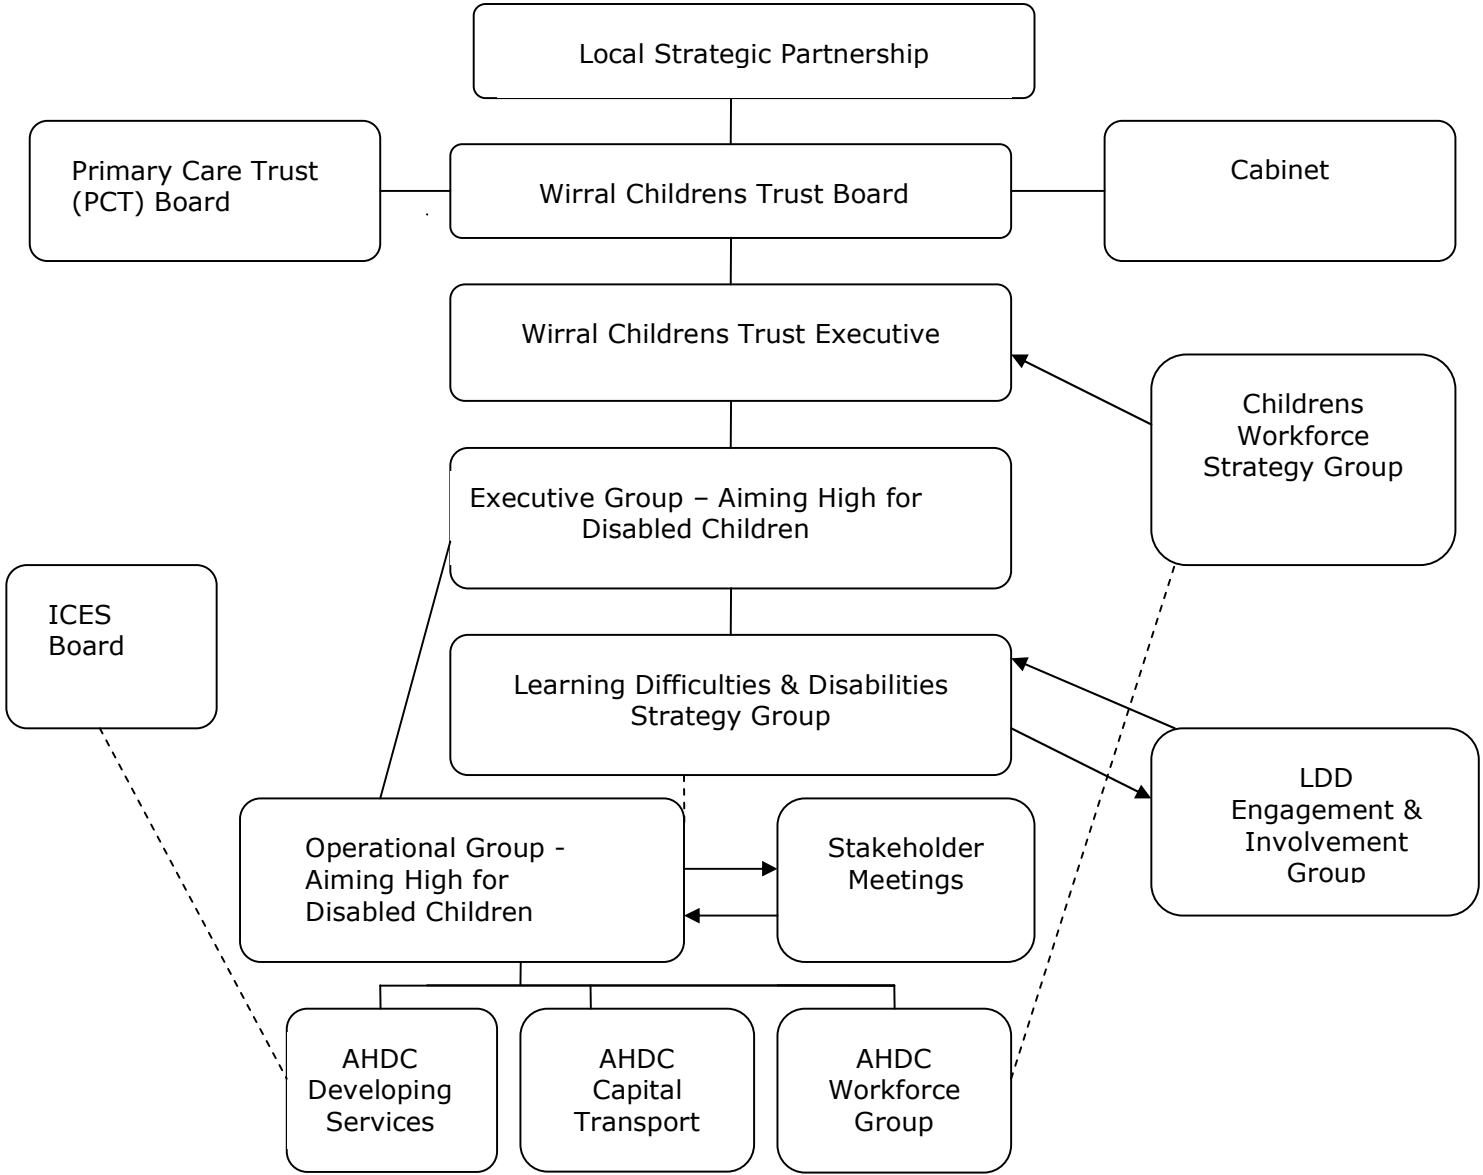 Local Strategic Partnership
Primary Care Trust
(PCT) Board
Wirral Childrens Trust Board
Cabinet
Wirral Childrens Trust Executive
Childrens
Workforce
Strategy Group
Executive Group – Aiming High for
Disabled Children
ICES
Board
Learning Difficulties & Disabilities
Strategy Group
LDD
Engagement &
Involvement
Group
Operational Group -
Aiming High for
Disabled Children
Stakeholder
Meetings
AHDC
Developing
Services
AHDC
Capital
Transport
AHDC
Workforce
Group